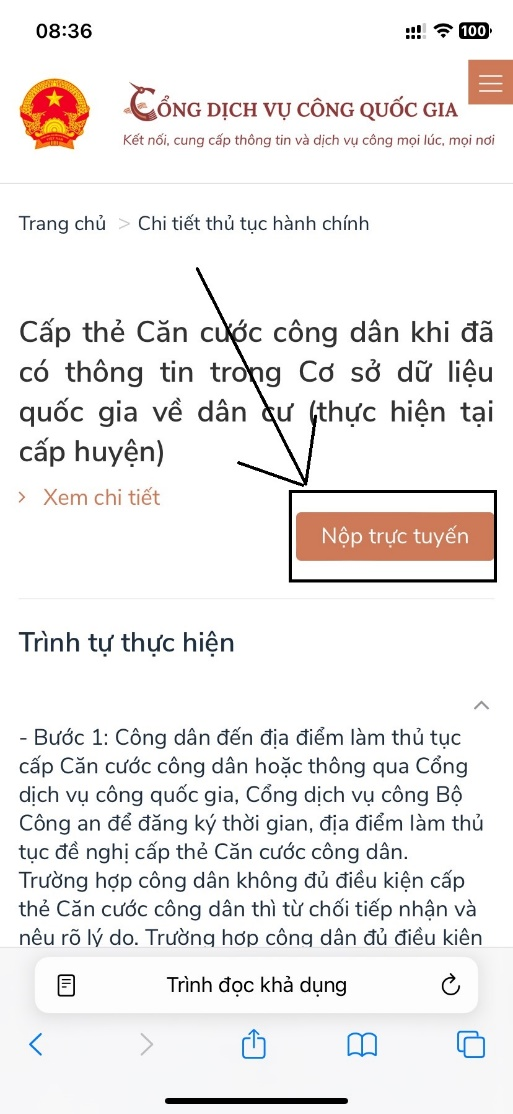 08:36
100
CỔNG DỊCH VỤ CÔNG QUỐC GIA
Kết nối, cung cấp thông tin và dịch vụ công mọi lúc, mọi nơi
Trang chủ > Chi tiết thủ tục hành chính
Cấp thẻ Căn cước công dân khi đã
có thông tin trong Cơ sở dữ liệu
quốc gia về dân cư (thực hiện tại
cấp huyện)
> Xem chi tiết
Nộp trực tuyến
Trình tự thực hiện
- Bước 1: Công dân đến địa điểm làm thủ tục
cấp Căn cước công dân hoặc thông qua Cổng
dịch vụ công quốc gia, Cổng dịch vụ công Bộ
Công an để đăng ký thời gian, địa điểm làm thủ
tục đề nghị cấp thẻ Căn cước công dân.
Trường hợp công dân không đủ điều kiện cấp
thẻ Căn cước công dân thì từ chối tiếp nhận và
nêu rõ lý do. Trường hợp công dân đủ điều kiện
Trình đọc khả dụng